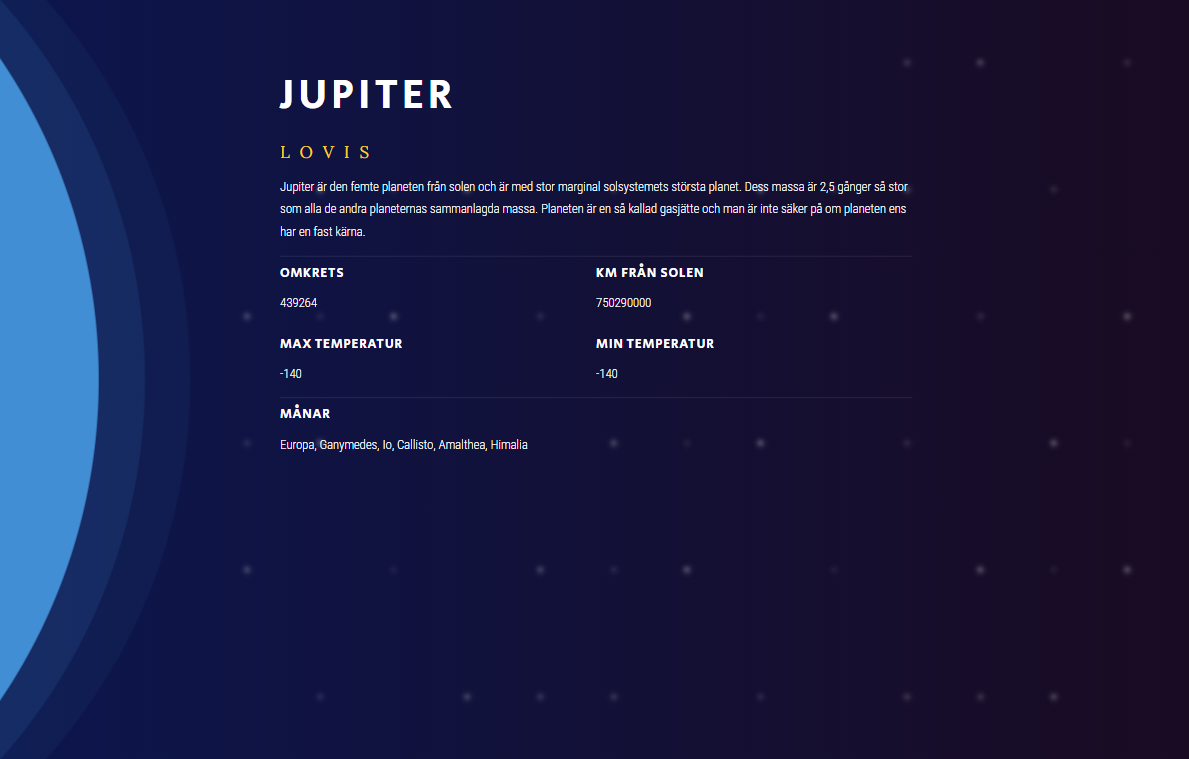 JUPITER
LOVIS
Jupiter är den femte planeten från solen och är med stor marginal solsystemets största planet. Dess massa är 2,5 gånger så stor
som alla de andra planeternas sammanlagda massa. Planeten är en så kallad gasjätte och man är inte säker på om planeten ens
har en fast kärna.
OMKRETS
KM FRÅN SOLEN
439264
750290000
MAX TEMPERATUR
MIN TEMPERATUR
-140
-140
MÅNAR
Europa, Ganymedes, Io, Callisto, Amalthea, Himalia